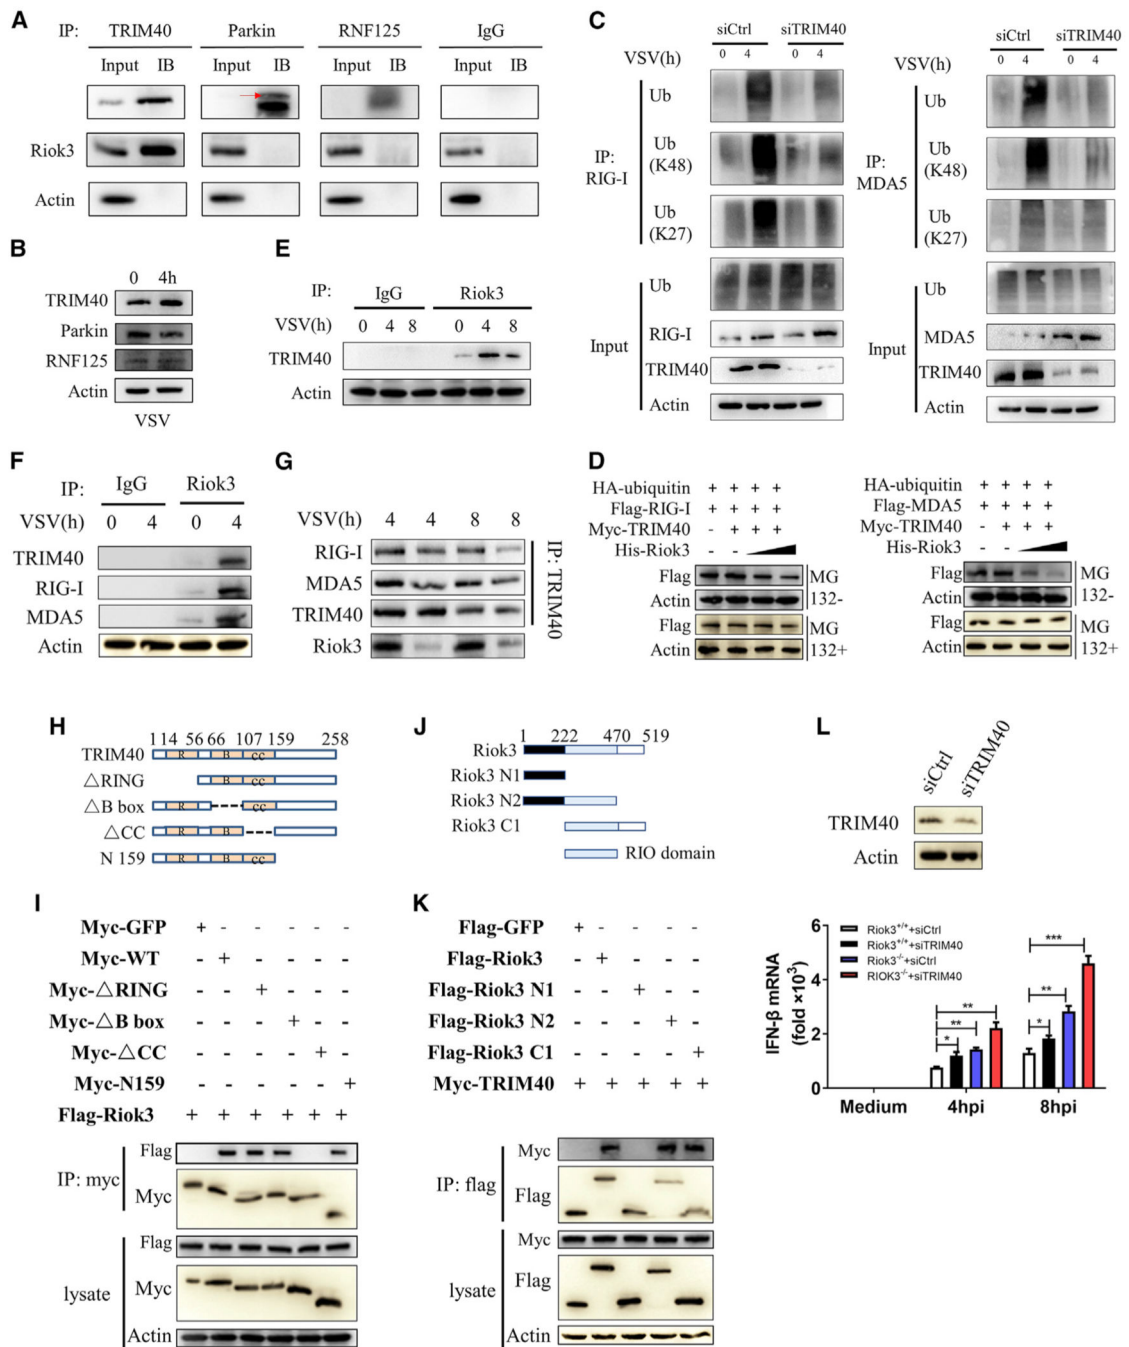 A
IP: TRIM40 Parkin RNF125 IgG
Input IB Input IB Input IB Input IB
Riok3
Actin
B
0 4h
TRIM40
Parkin
RNF125
Actin
VSV
E
IP: IgG Riok3
VSV(h) 0 4 8 0 4 8
TRIM40
Actin
C
siCtrl siTRIM40
VSV(h) 0 4 0 4
IP: RIG-I
Ub
Ub (K48)
Ub (K27)
Input
Ub
RIG-I
TRIM40
Actin
siCtrl siTRIM40
VSV(h) 0 4 0 4
IP: MDA5
Ub
Ub (K48)
Ub (K27)
Input
Ub
MDA5
TRIM40
Actin
F
IP: IgG Riok3
VSV(h) 0 4 0 4
TRIM40
RIG-I
MDA5
Actin
G
VSV(h) 4 4 8 8
RIG-I
MDA5
TRIM40
IP: TRIM40
Riok3
D
HA-ubiquitin + + + +
Flag-RIG-I + + + +
Myc-TRIM40 - + + +
His-Riok3 - -
Flag MG
Actin 132-
Flag MG
Actin 132+
HA-ubiquitin + + + +
Flag-MDA5 + + + +
Myc-TRIM40 - + + +
His-Riok3 - -
Flag MG
Actin 132-
Flag MG
Actin 132+
H
1 14 56 66 107 159 258
TRIM40 R B CC
△RING B CC
△B box R CC
△CC R B
N 159 R B CC
J
1 222 470 519
Riok3
Riok3 N1
Riok3 N2
Riok3 C1
RIO domain
L
siCtrl siTRIM40
TRIM40
Actin
I
Myc-GFP + - - - - -
Myc-WT - + - - - -
Myc-△RING - - + - - -
Myc-△B box - - - + - -
Myc-△CC - - - - + -
Myc-N159 - - - - - +
Flag-Riok3 + + + + + +
IP: myc
Flag
Myc
lysate
Flag
Myc
Actin
K
Flag-GFP + - - - -
Flag-Riok3 - + - - -
Flag-Riok3 N1 - - + - -
Flag-Riok3 N2 - - - + -
Flag-Riok3 C1 - - - - +
Myc-TRIM40 + + + + +
IP: flag
Myc
Flag
lysate
Myc
Flag
Actin
IFN-β mRNA
(fold ×10³)
6
4
2
0
Riok3+/++siCtrl
Riok3+/++siTRIM40
Riok3-/-+siCtrl
RIOK3-/-+siTRIM40
**
**
*
***
**
*
Medium 4hpi 8hpi